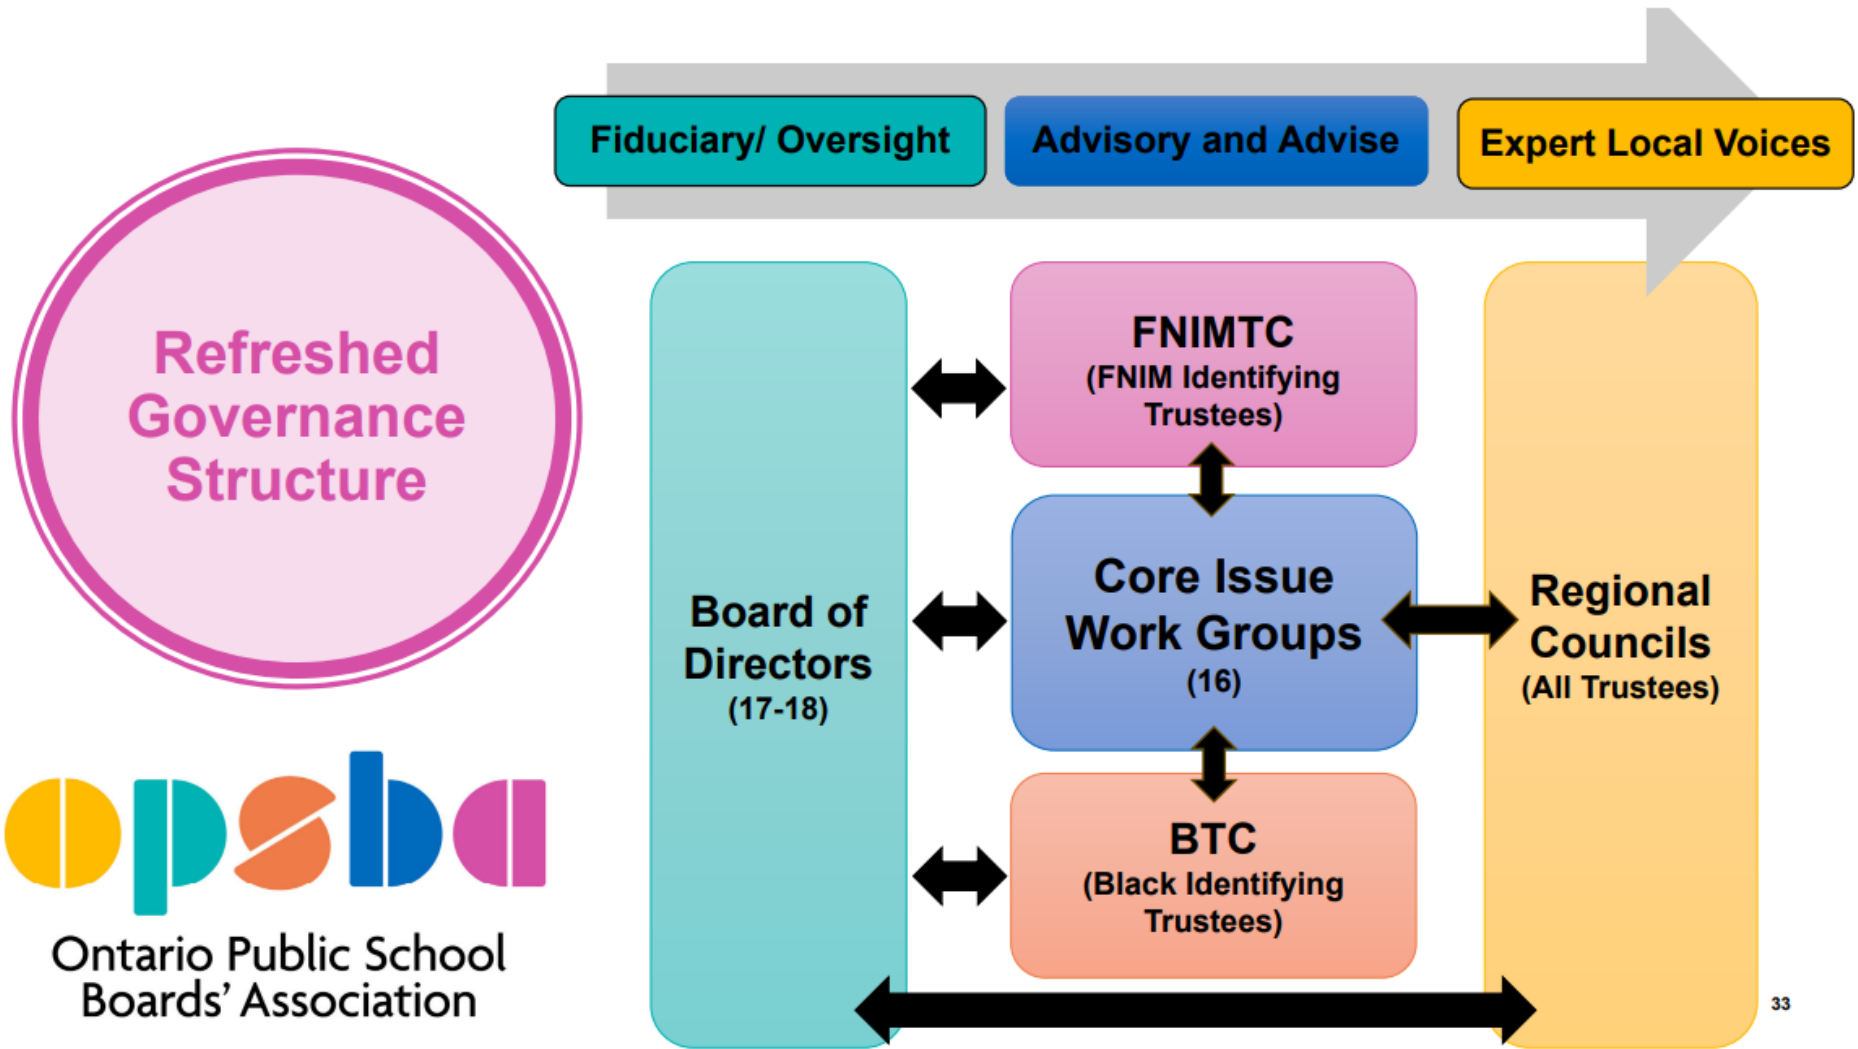 Fiduciary/ Oversight
Advisory and Advise
Expert Local Voices
Refreshed
Governance
Structure
Board of
Directors
(17-18)
FNIMTC
(FNIM Identifying
Trustees)
Core Issue
Work Groups
(16)
BTC
(Black Identifying
Trustees)
Regional
Councils
(All Trustees)
opsba
Ontario Public School
Boards’ Association
33